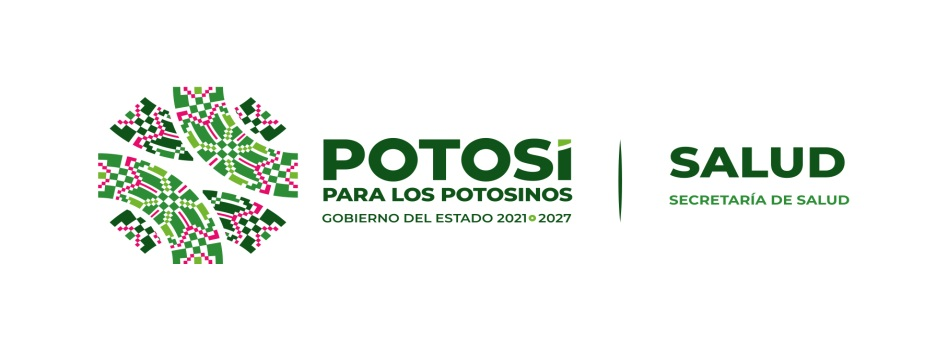 POTOSÍ
PARA LOS POTOSINOS
GOBIERNO DEL ESTADO 2021 2027
SALUD
SECRETARÍA DE SALUD